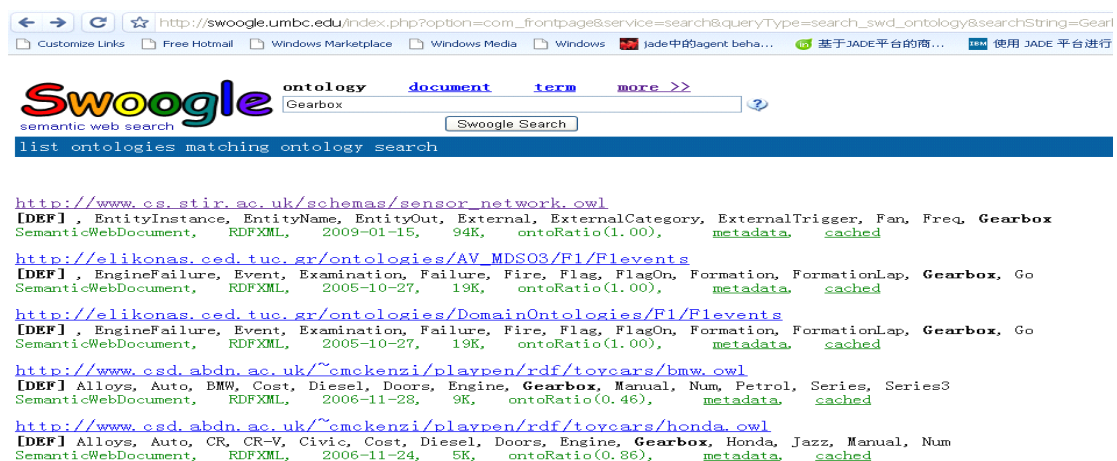 http://swoogle.umbc.edu/index.php?option=com_frontpage&service=search&queryType=search_swd_ontology&searchString=Gearl
Customize Links Free Hotmail Windows Marketplace Windows Media Windows jade中的agent beha... 基于JADE平台的商... IBM 使用 JADE 平台进行
Swoogle
semantic web search
ontology document term more >>
Gearbox
Swoogle Search
list ontologies matching ontology search
http://www.cs.stir.ac.uk/schemas/sensor_network.owl
[DEF] , EntityInstance, EntityName, EntityOut, External, ExternalCategory, ExternalTrigger, Fan, Freq, Gearbox
SemanticWebDocument, RDFXML, 2009-01-15, 94K, ontoRatio(1.00), metadata, cached
http://elikonas.ced.tuc.gr/ontologies/AV_MDS03/F1/F1events
[DEF] , EngineFailure, Event, Examination, Failure, Fire, Flag, FlagOn, Formation, FormationLap, Gearbox, Go
SemanticWebDocument, RDFXML, 2005-10-27, 19K, ontoRatio(1.00), metadata, cached
http://elikonas.ced.tuc.gr/ontologies/DomainOntologies/F1/F1events
[DEF] , EngineFailure, Event, Examination, Failure, Fire, Flag, FlagOn, Formation, FormationLap, Gearbox, Go
SemanticWebDocument, RDFXML, 2005-10-27, 19K, ontoRatio(1.00), metadata, cached
http://www.csd.abdn.ac.uk/~cmckenzi/playpen/rdf/toycars/bmw.owl
[DEF] Alloys, Auto, BMW, Cost, Diesel, Doors, Engine, Gearbox, Manual, Num, Petrol, Series, Series3
SemanticWebDocument, RDFXML, 2006-11-28, 9K, ontoRatio(0.46), metadata, cached
http://www.csd.abdn.ac.uk/~cmckenzi/playpen/rdf/toycars/honda.owl
[DEF] Alloys, Auto, CR, CR-V, Civic, Cost, Diesel, Doors, Engine, Gearbox, Honda, Jazz, Manual, Num
SemanticWebDocument, RDFXML, 2006-11-24, 5K, ontoRatio(0.86), metadata, cached